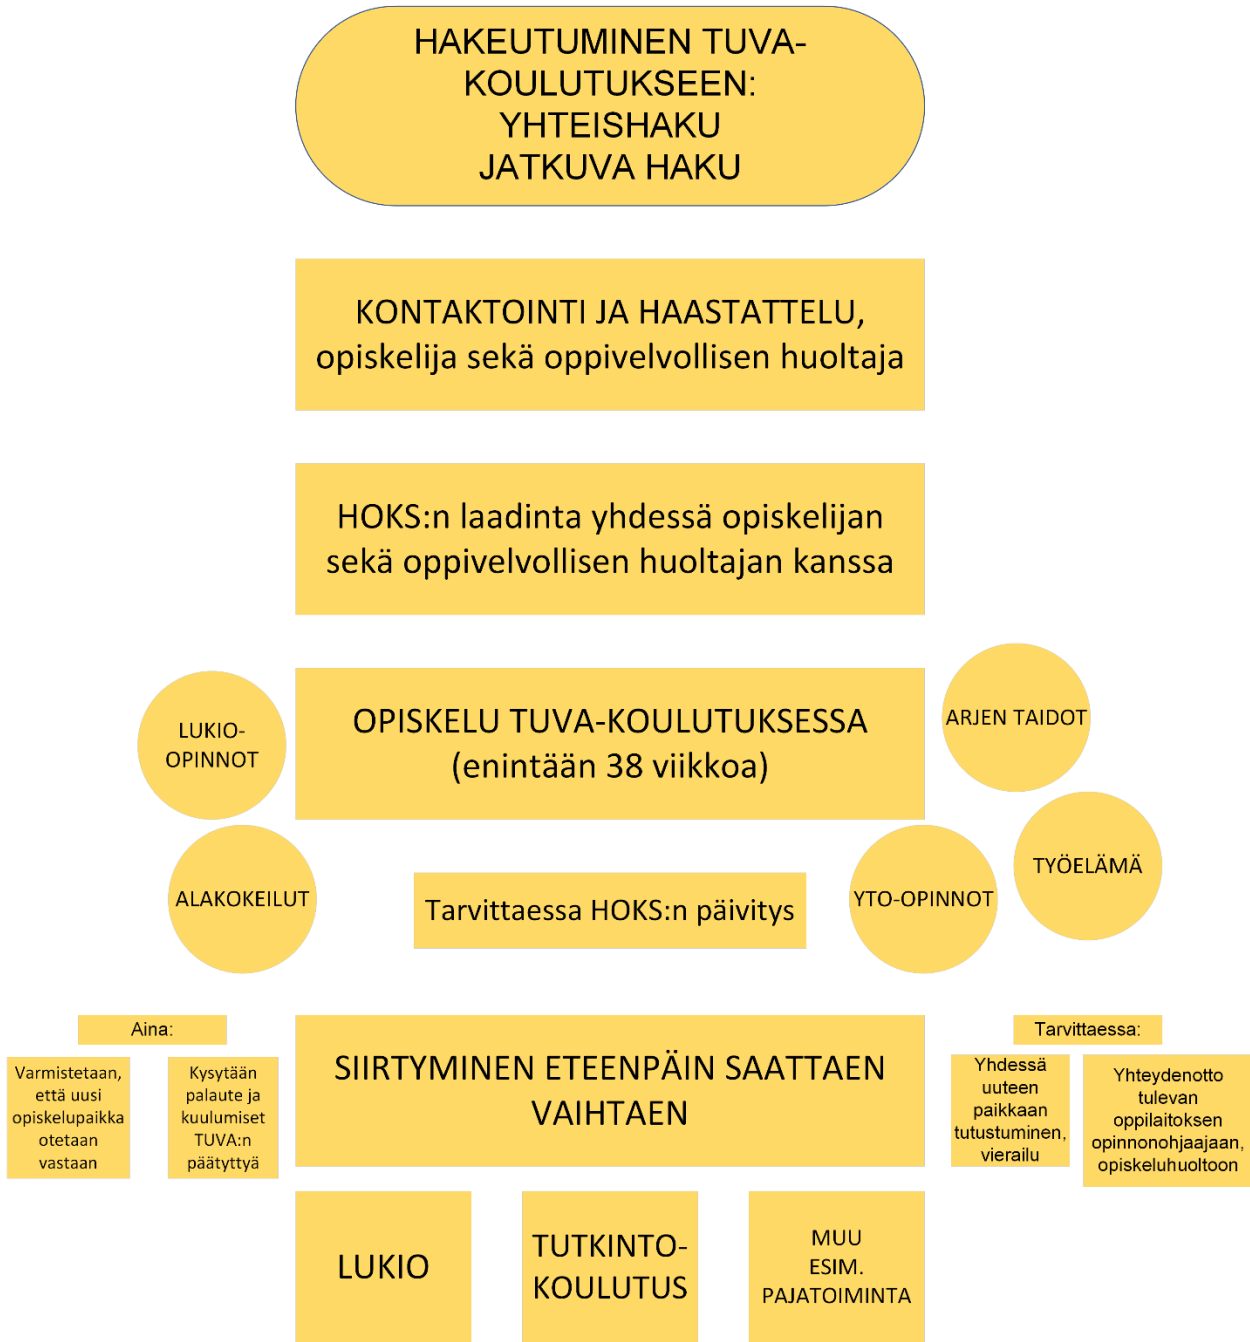 HAKEUTUMINEN TUVA-
KOULUTUKSEEN:
YHTEISHAKU
JATKUVA HAKU
KONTAKTOINTI JA HAASTATTELU,
opiskelija sekä oppivelvollisen huoltaja
HOKS:n laadinta yhdessä opiskelijan
sekä oppivelvollisen huoltajan kanssa
LUKIO-
OPINNOT
OPISKELU TUVA-KOULUTUKSESSA
(enintään 38 viikkoa)
ARJEN TAIDOT
ALAKOKEILUT
Tarvittaessa HOKS:n päivitys
YTO-OPINNOT
TYÖELÄMÄ
Aina:
Varmistetaan,
että uusi
opiskelupaikka
otetaan
vastaan
Kysytään
palaute ja
kuulumiset
TUVA:n
päätyttyä
SIIRTYMINEN ETEENPÄIN SAATTAEN
VAIHTAEN
Tarvittaessa:
Yhdessä
uuteen
paikkaan
tutustuminen,
vierailu
Yhteydenotto
tulevan
oppilaitoksen
opinnonohjaajaan,
opiskeluhuoltoon
LUKIO
TUTKINTO-
KOULUTUS
MUU
ESIM.
PAJATOIMINTA